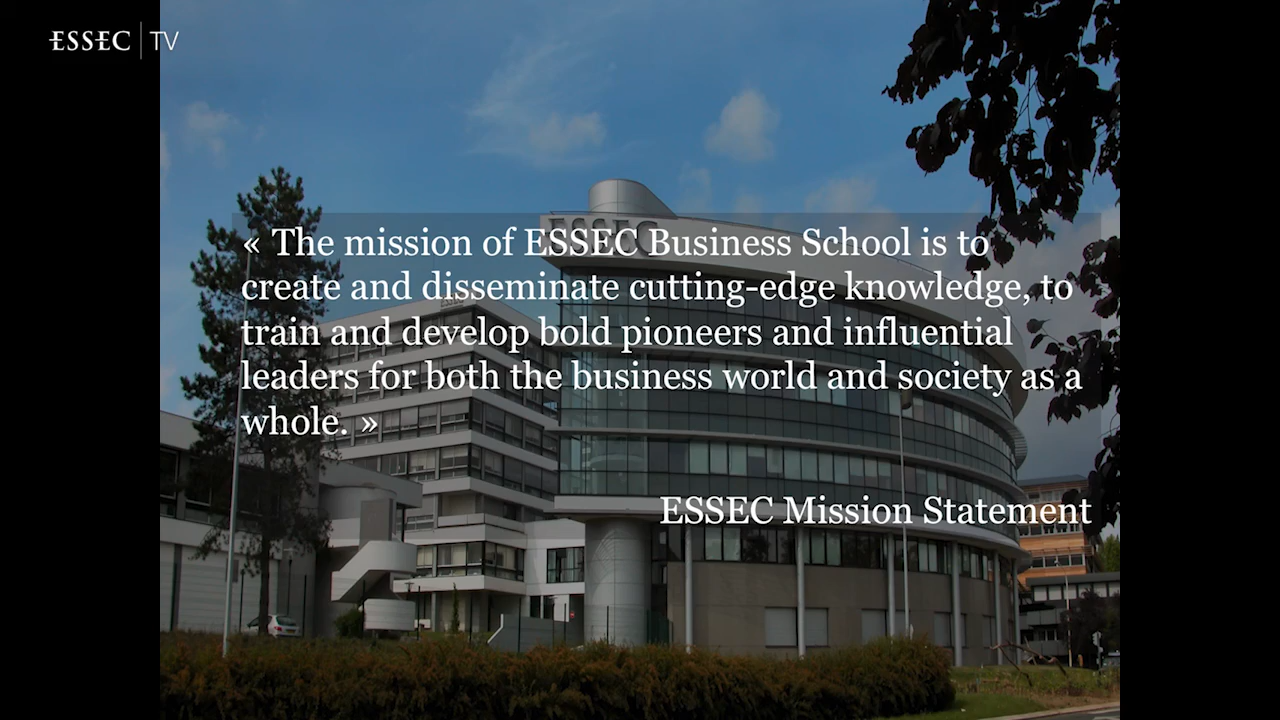 ESSEC | TV
ESSEC
« The mission of ESSEC Business School is to
create and disseminate cutting-edge knowledge, to
train and develop bold pioneers and influential
leaders for both the business world and society as a
whole. »
ESSEC Mission Statement